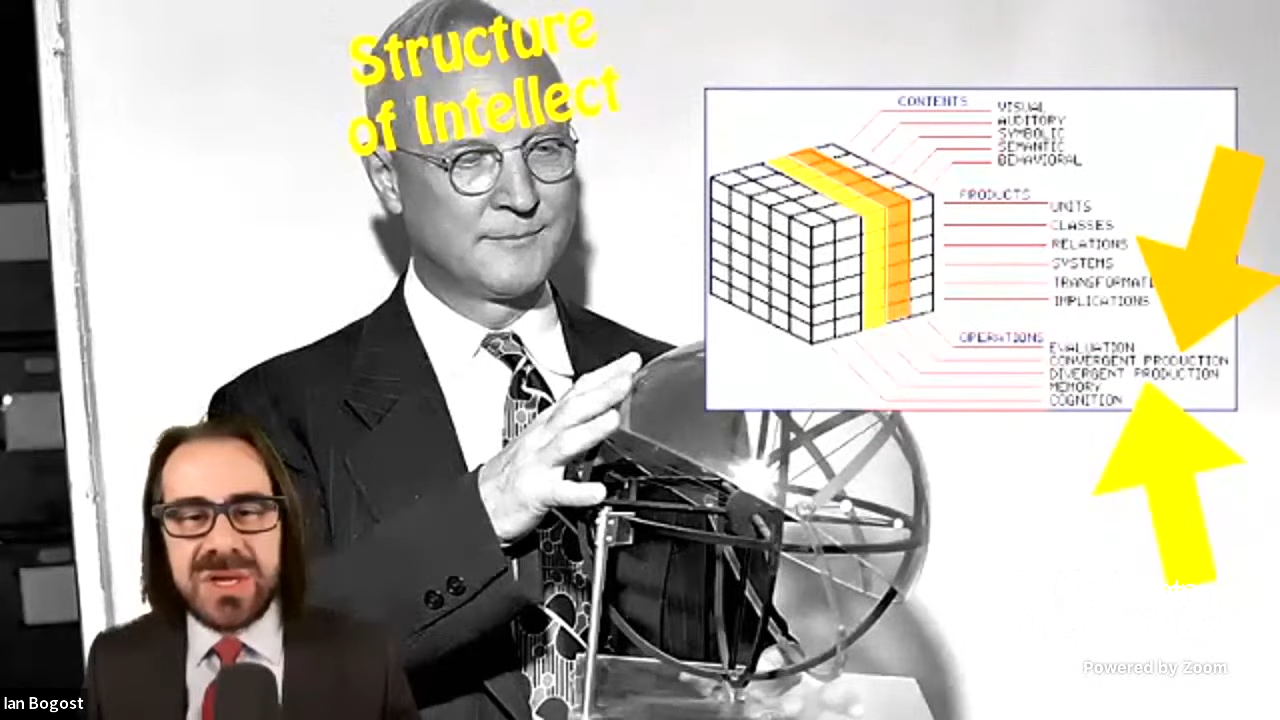 Structure
of Intellect
CONTENTS
VISUAL
AUDITORY
SYMBOLIC
SEMANTIC
BEHAVIORAL
PRODUCTS
UNITS
CLASSES
RELATIONS
SYSTEMS
TRANSFORMATI
IMPLICATIONS
OPERATIONS
EVALUATION
CONVERGENT PRODUCTION
DIVERGENT PRODUCTION
MEMORY
COGNITION
Powered by Zoom
Ian Bogost